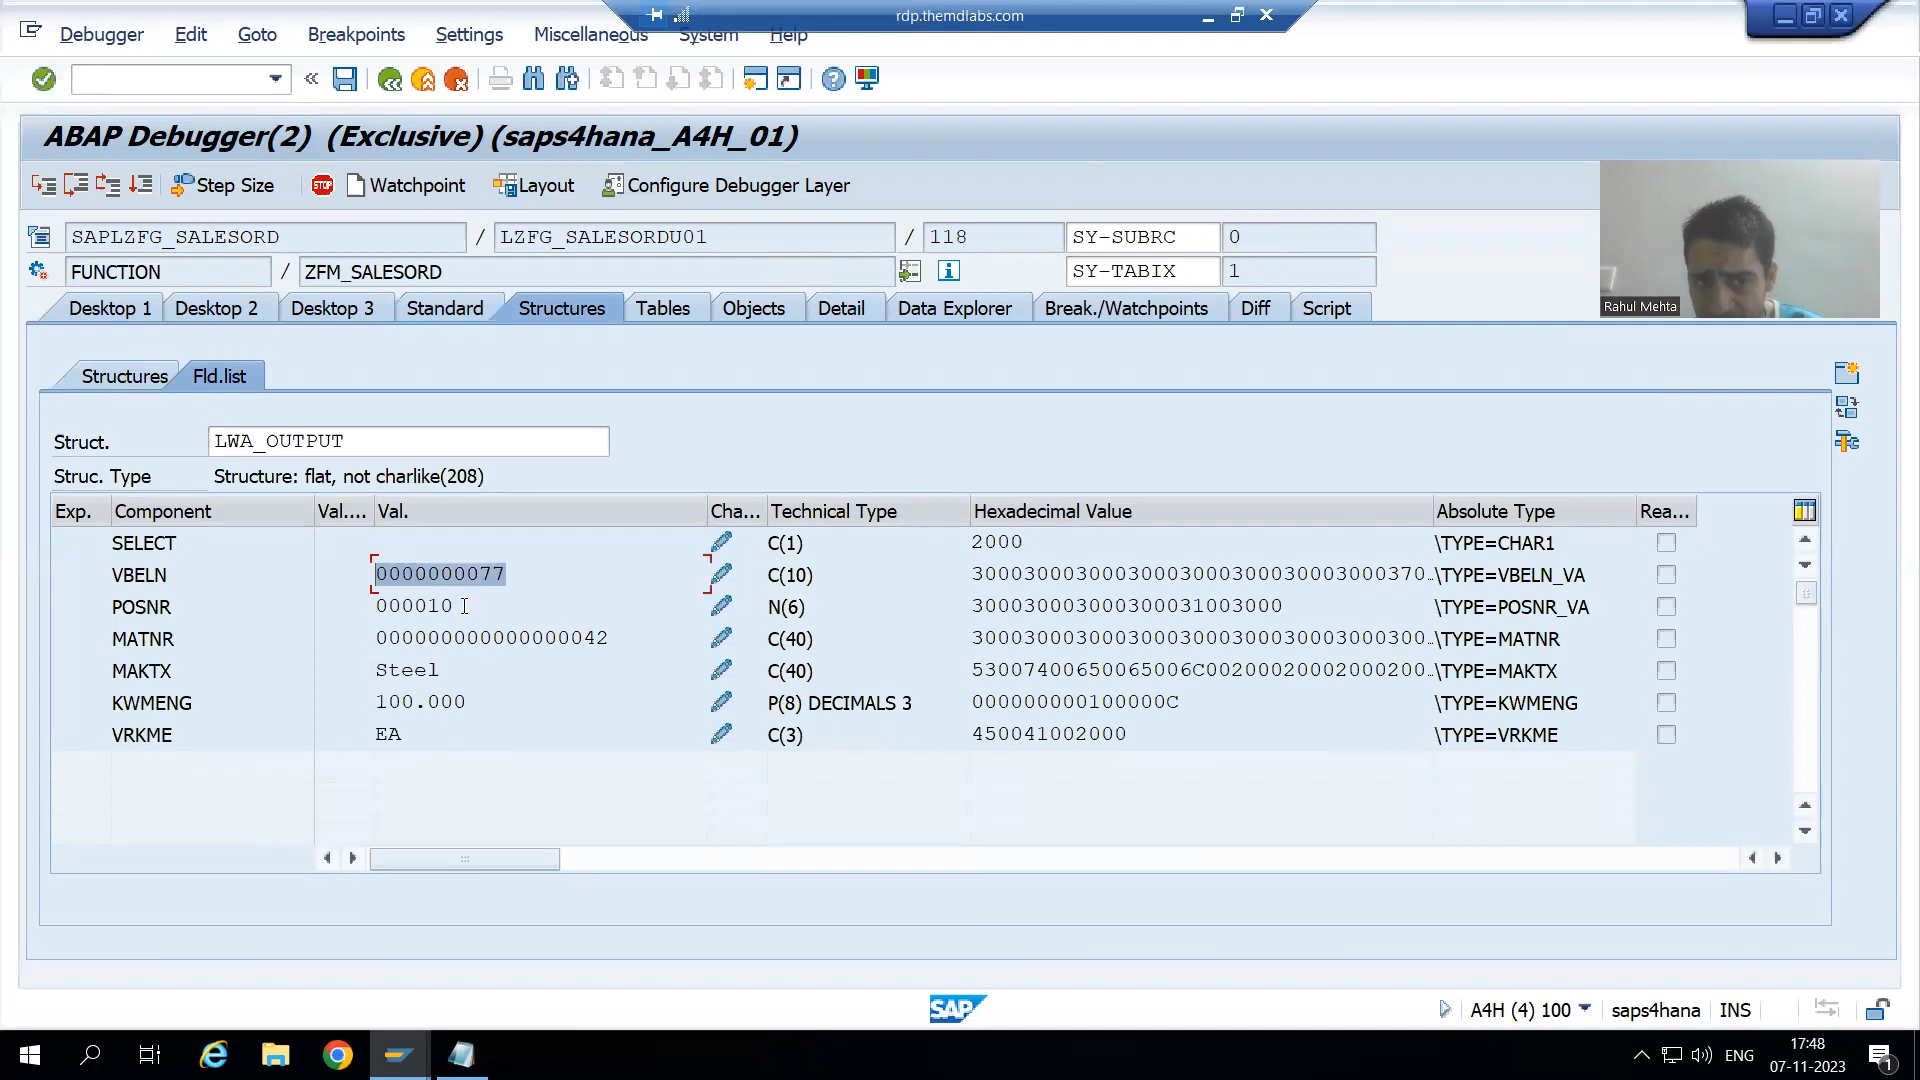 rdp.themdlabs.com
Debugger Edit Goto Breakpoints Settings Miscellaneous System Help
ABAP Debugger(2) (Exclusive) (saps4hana_A4H_01)
Step Size STOP Watchpoint Layout Configure Debugger Layer
SAPLZFG_SALESORD / LZFG_SALESORDU01 / 118 SY-SUBRC 0
FUNCTION / ZFM_SALESORD SY-TABIX 1
Rahul Mehta
Desktop 1 Desktop 2 Desktop 3 Standard Structures Tables Objects Detail Data Explorer Break./Watchpoints Diff Script
Structures Fld.list
Struct. LWA_OUTPUT
Struc. Type Structure: flat, not charlike(208)
Exp. Component Val.... Val. Cha... Technical Type Hexadecimal Value Absolute Type Rea...
SELECT C(1) 2000 \TYPE=CHAR1
VBELN 0000000077 C(10) 30003000300030003000300030003000370… \TYPE=VBELN_VA
POSNR 000010 N(6) 300030003000300031003000 \TYPE=POSNR_VA
MATNR 000000000000000042 C(40) 30003000300030003000300030003000300… \TYPE=MATNR
MAKTX Steel C(40) 53007400650065006C002000200020002000… \TYPE=MAKTX
KWMENG 100.000 P(8) DECIMALS 3 000000000100000C \TYPE=KWMENG
VRKME EA C(3) 450041002000 \TYPE=VRKME
SAP
A4H (4) 100 saps4hana INS
ENG
17:48
07-11-2023
1